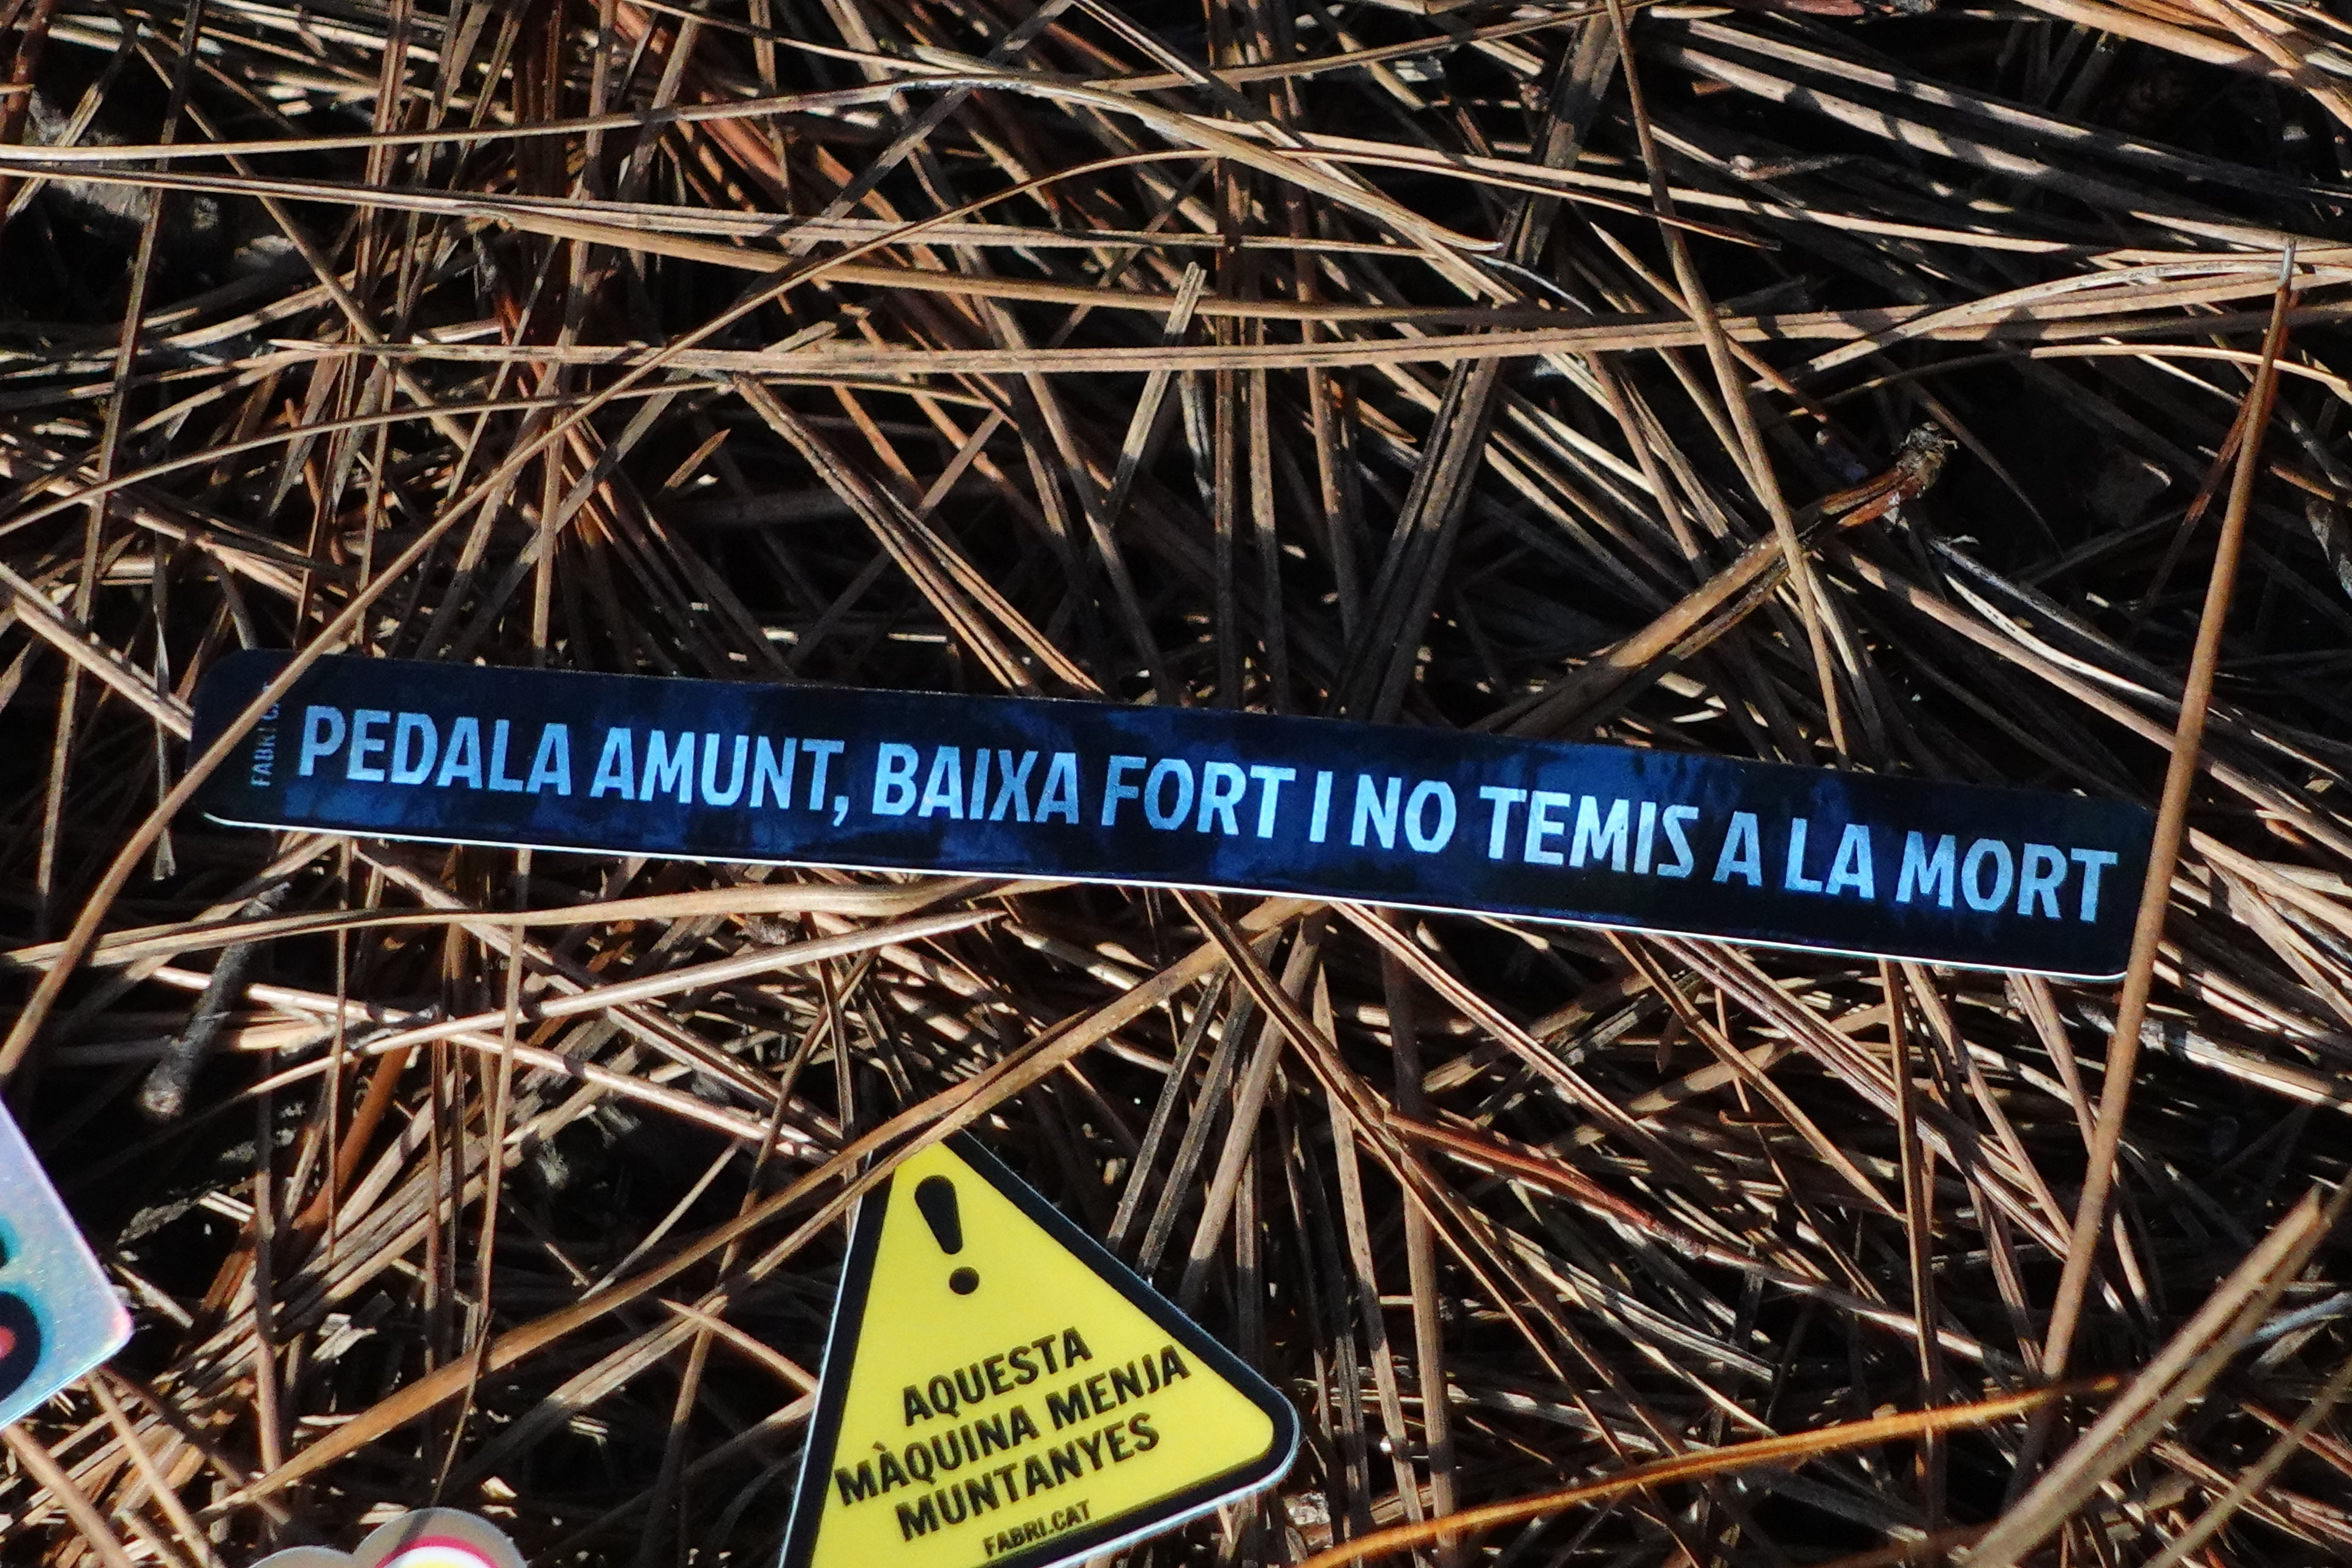 PEDALA AMUNT, BAIXA FORT I NO TEMIS A LA MORT
AQUESTA
MÀQUINA MENJA
MUNTANYES
FABRI.CAT